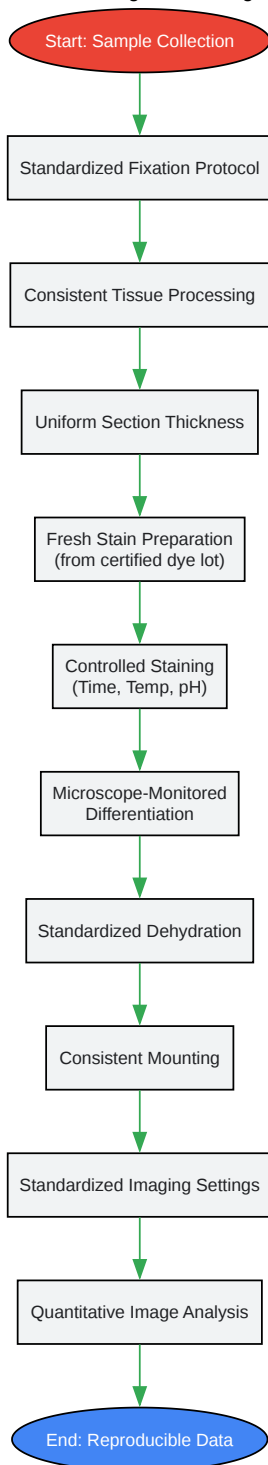 Start: Sample Collection
Standardized Fixation Protocol
Consistent Tissue Processing
Uniform Section Thickness
Fresh Stain Preparation
(from certified dye lot)
Controlled Staining
(Time, Temp, pH)
Microscope-Monitored
Differentiation
Standardized Dehydration
Consistent Mounting
Standardized Imaging Settings
Quantitative Image Analysis
End: Reproducible Data